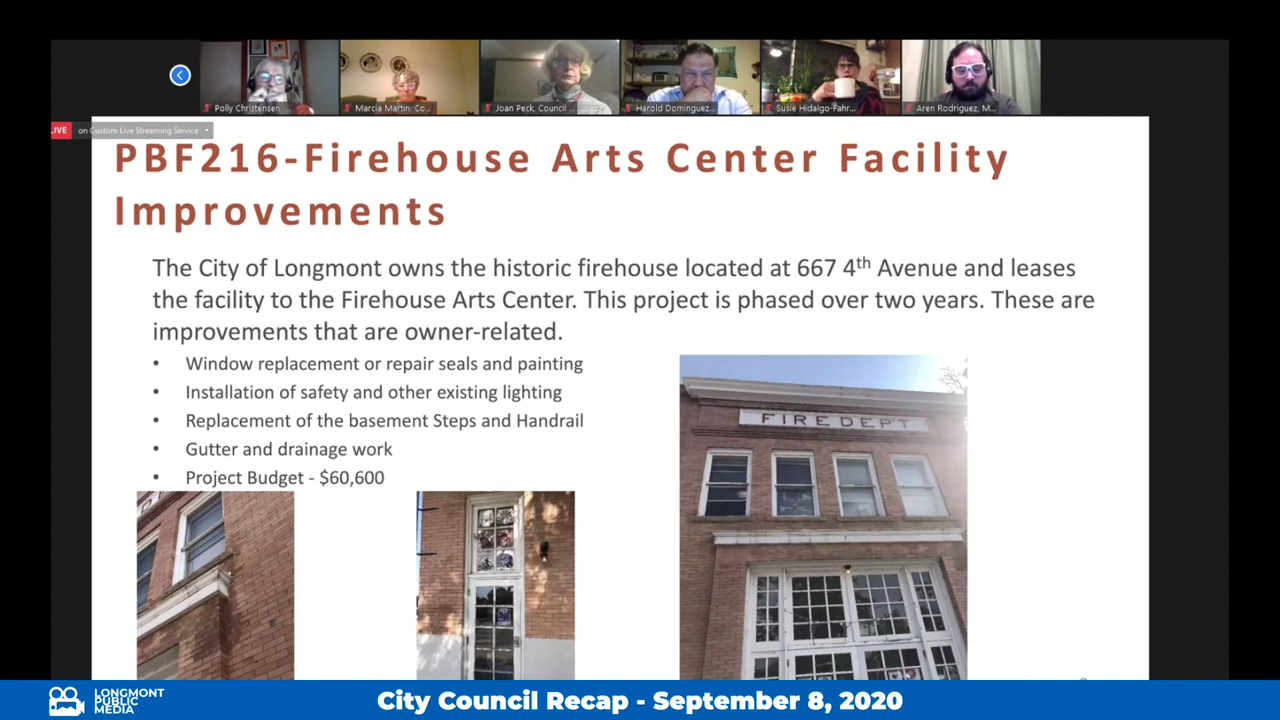 Polly Christensen ...
Marcia Martin: Co...
Joan Peck, Council ...
Harold Dominguez...
Susie Hidalgo-Fahr...
Aren Rodriguez, M...
LIVE on Custom Live Streaming Service
PBF216-Firehouse Arts Center Facility
Improvements
The City of Longmont owns the historic firehouse located at 667 4th Avenue and leases
the facility to the Firehouse Arts Center. This project is phased over two years. These are
improvements that are owner-related.
• Window replacement or repair seals and painting
• Installation of safety and other existing lighting
• Replacement of the basement Steps and Handrail
• Gutter and drainage work
• Project Budget - $60,600
FIRE DEP'T
LONGMONT
PUBLIC
MEDIA
City Council Recap - September 8, 2020